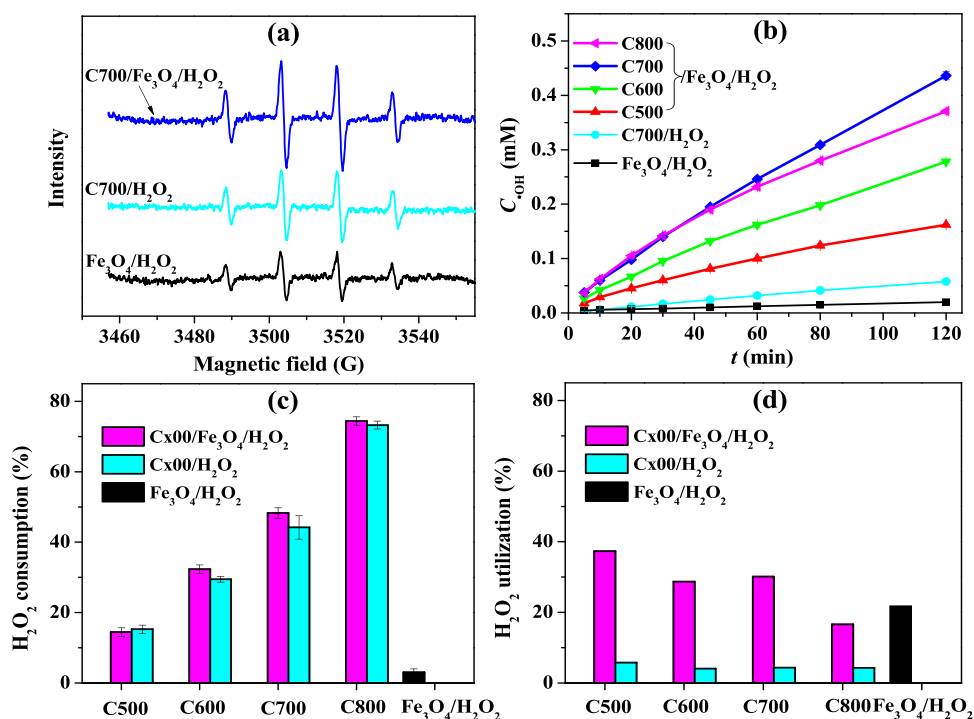 (a)
C700/Fe₃O₄/H₂O₂
C700/H₂O₂
Fe₃O₄/H₂O₂
Intensity
3460 3480 3500 3520 3540
Magnetic field (G)
(b)
C800
C700
C600
C500
/Fe₃O₄/H₂O₂
C700/H₂O₂
Fe₃O₄/H₂O₂
C•OH (mM)
0.5
0.4
0.3
0.2
0.1
0.0
0 20 40 60 80 100 120
t (min)
(c)
Cx00/Fe₃O₄/H₂O₂
Cx00/H₂O₂
Fe₃O₄/H₂O₂
H₂O₂ consumption (%)
80
60
40
20
0
C500 C600 C700 C800 Fe₃O₄/H₂O₂
(d)
Cx00/Fe₃O₄/H₂O₂
Cx00/H₂O₂
Fe₃O₄/H₂O₂
H₂O₂ utilization (%)
80
60
40
20
0
C500 C600 C700 C800 Fe₃O₄/H₂O₂